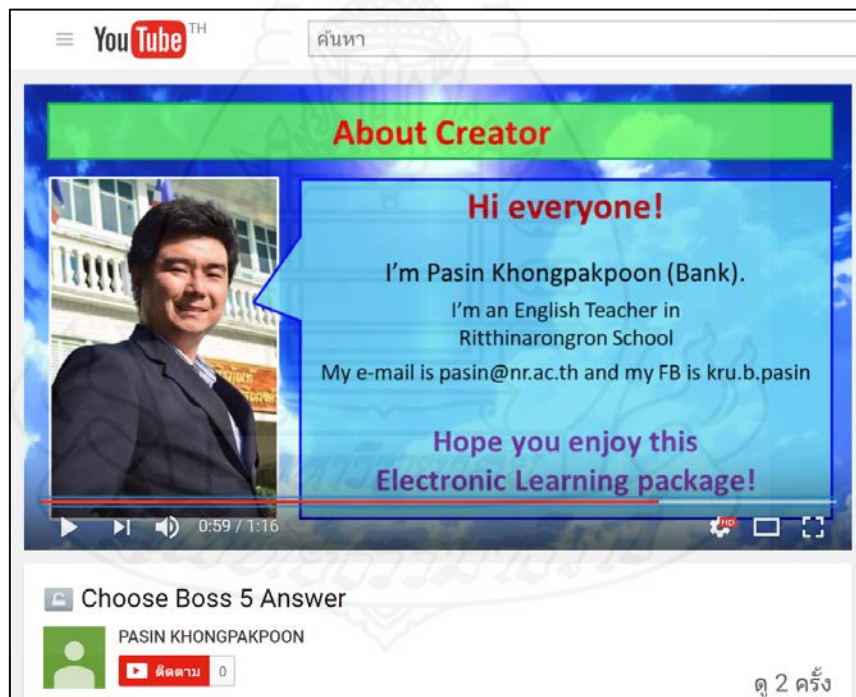 YouTube TH
ค้นหา
About Creator
Hi everyone!
I'm Pasin Khongpakpoon (Bank).
I'm an English Teacher in
Ritthinarongron School
My e-mail is pasin@nr.ac.th and my FB is kru.b.pasin
Hope you enjoy this
Electronic Learning package!
0:59 / 1:16
HD
Choose Boss 5 Answer
PASIN KHONGPAKPOON
ติดตาม 0
ดู 2 ครั้ง